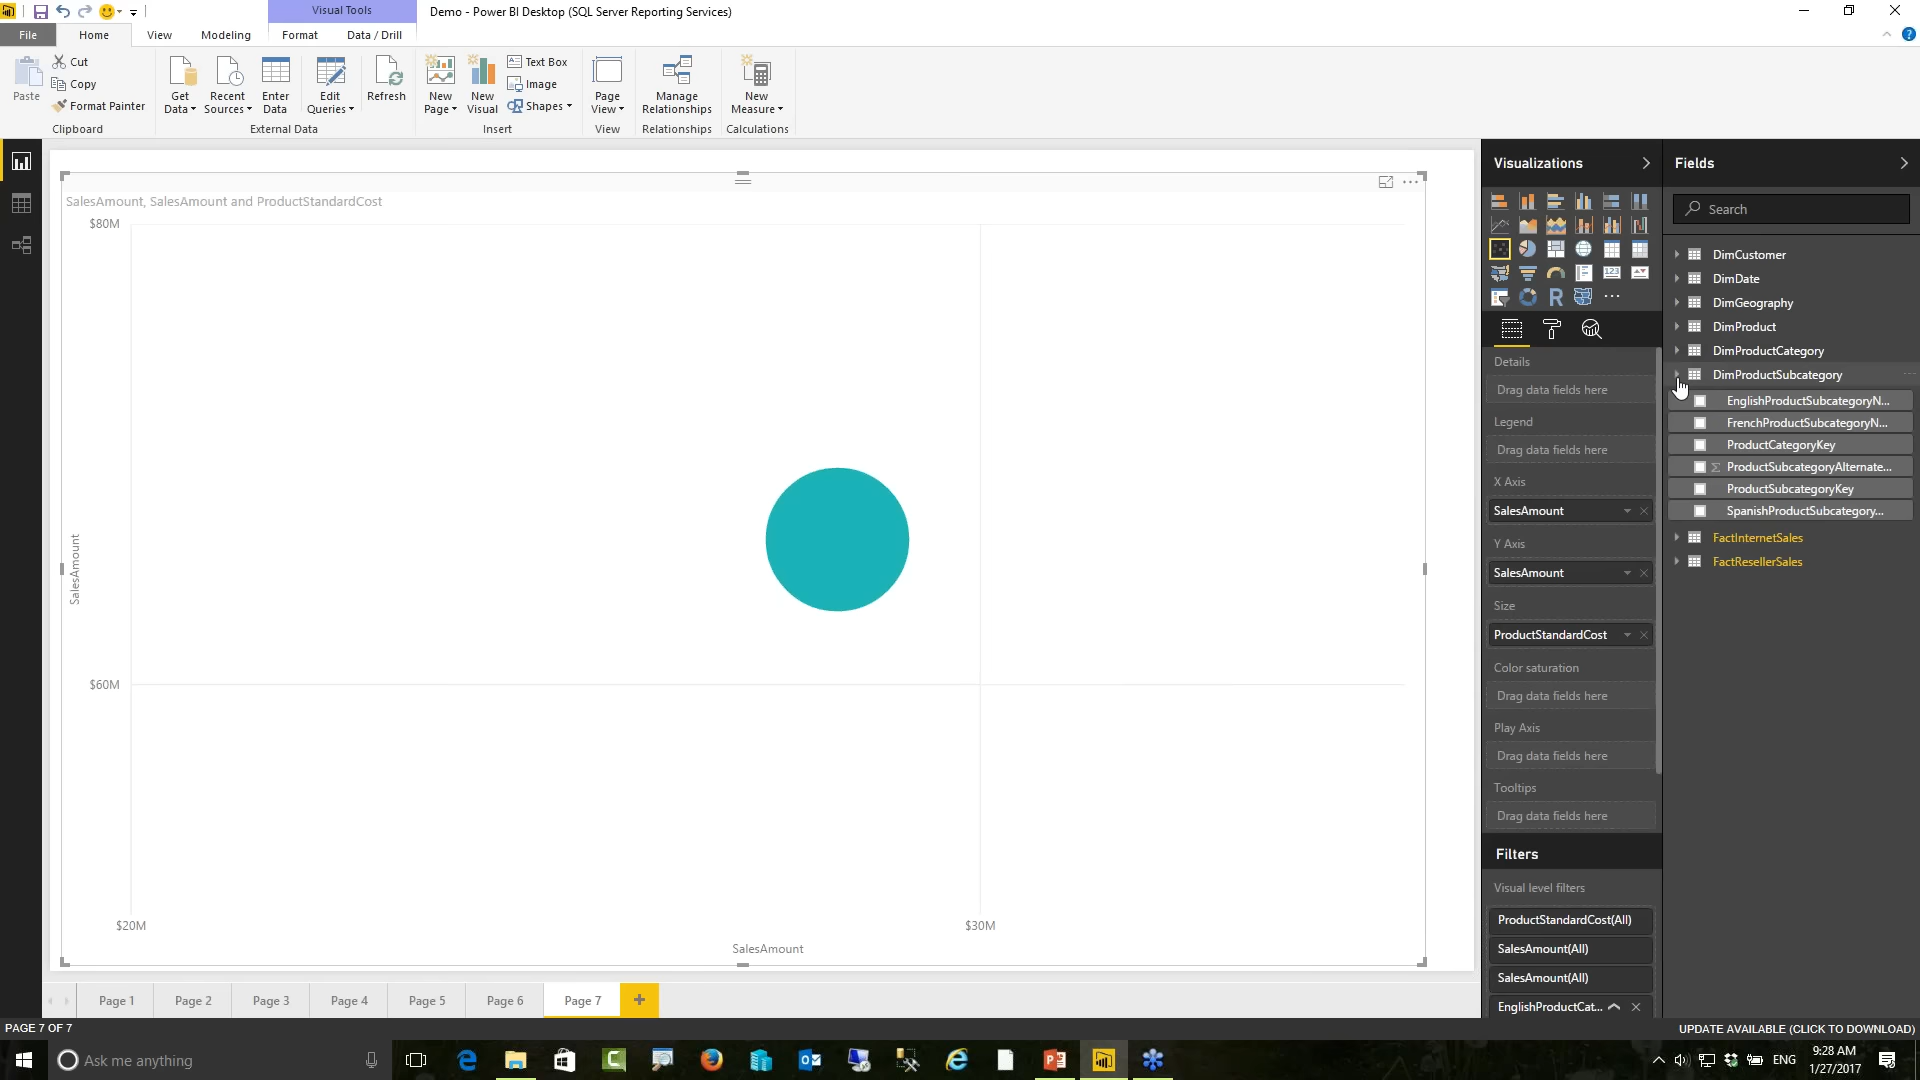 Visual Tools
Demo - Power BI Desktop (SQL Server Reporting Services)
File Home View Modeling Format Data / Drill
Paste
Cut
Copy
Format Painter
Get Data
Recent Sources
Enter Data
Edit Queries
Refresh
New Page
New Visual
Text Box
Image
Shapes
Page View
Manage Relationships
New Measure
Clipboard External Data Insert View Relationships Calculations
SalesAmount, SalesAmount and ProductStandardCost
$80M
$60M
SalesAmount
$20M $30M
SalesAmount
Visualizations
R
123
Details
Drag data fields here
Legend
Drag data fields here
X Axis
SalesAmount
Y Axis
SalesAmount
Size
ProductStandardCost
Color saturation
Drag data fields here
Play Axis
Drag data fields here
Tooltips
Drag data fields here
Filters
Visual level filters
ProductStandardCost(All)
SalesAmount(All)
SalesAmount(All)
EnglishProductCat...
Fields
Search
DimCustomer
DimDate
DimGeography
DimProduct
DimProductCategory
DimProductSubcategory
EnglishProductSubcategoryN...
FrenchProductSubcategoryN...
ProductCategoryKey
ProductSubcategoryAlternate...
ProductSubcategoryKey
SpanishProductSubcategory...
FactInternetSales
FactResellerSales
Page 1 Page 2 Page 3 Page 4 Page 5 Page 6 Page 7
PAGE 7 OF 7
UPDATE AVAILABLE (CLICK TO DOWNLOAD)
Ask me anything
ENG
9:28 AM
1/27/2017